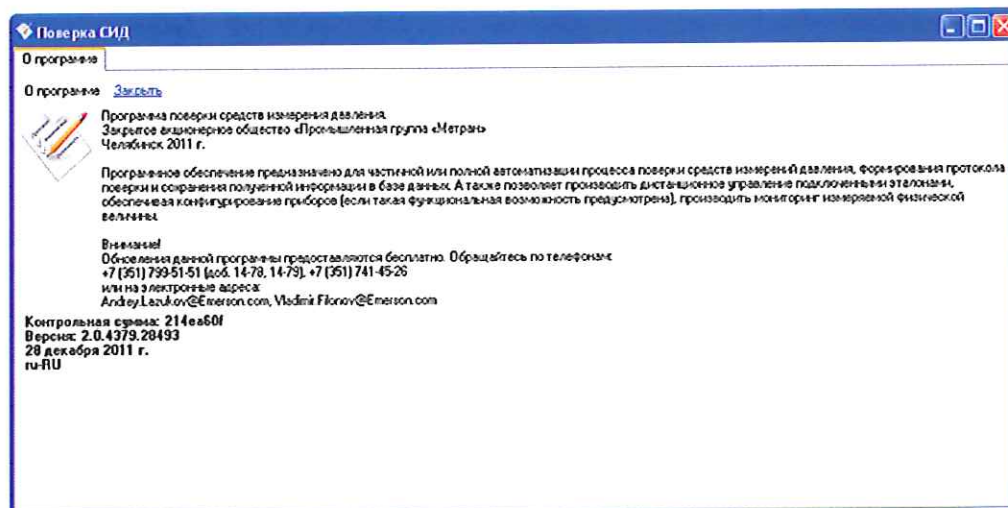 Поверка СИД
О программе
О программе Закрыть
Программа поверки средств измерения давления.
Закрытое акционерное общество «Промышленная группа «Метран»
Челябинск 2011 г.
Программное обеспечение предназначено для частичной или полной автоматизации процесса поверки средств измерений давления, формирования протокола
поверки и сохранения полученной информации в базе данных. А также позволяет производить дистанционное управление подключенными эталонами,
обеспечивая конфигурирование приборов (если такая функциональная возможность предусмотрена), производить мониторинг измеряемой физической
величины.
Внимание!
Обновления данной программы предоставляются бесплатно. Обращайтесь по телефонам:
+7 (351) 799-51-51 (доб. 14-78, 14-79), +7 (351) 741-45-26
или на электронные адреса:
Andrey.Lazukov@Emerson.com, Vladimir.Filonov@Emerson.com
Контрольная сумма: 214ea60f
Версия: 2.0.4379.28493
28 декабря 2011 г.
ru-RU